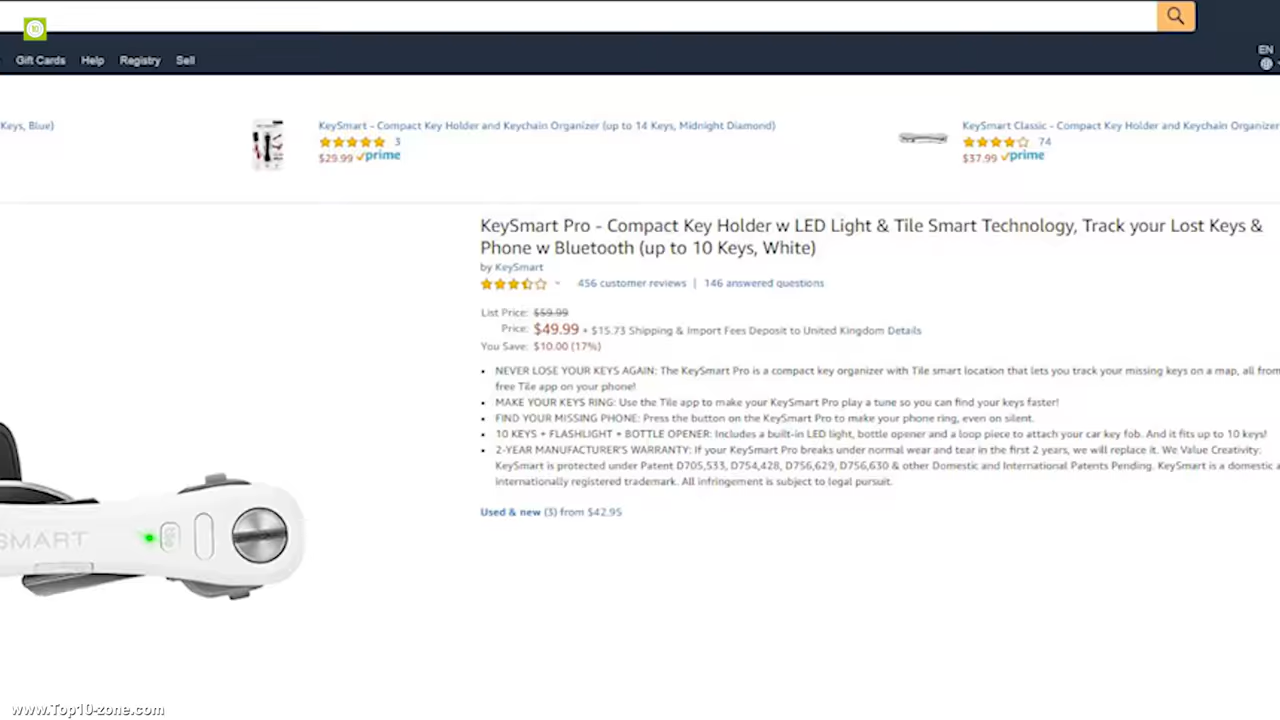 10
Gift Cards Help Registry Sell
EN
Keys, Blue)
KeySmart - Compact Key Holder and Keychain Organizer (up to 14 Keys, Midnight Diamond)
3
$29.99 prime
KeySmart Classic - Compact Key Holder and Keychain Organizer
74
$37.99 prime
KeySmart Pro - Compact Key Holder w LED Light & Tile Smart Technology, Track your Lost Keys &
Phone w Bluetooth (up to 10 Keys, White)
by KeySmart
456 customer reviews | 146 answered questions
List Price: $59.99
Price: $49.99 + $15.73 Shipping & Import Fees Deposit to United Kingdom Details
You Save: $10.00 (17%)
• NEVER LOSE YOUR KEYS AGAIN: The KeySmart Pro is a compact key organizer with Tile smart location that lets you track your missing keys on a map, all from
free Tile app on your phone!
• MAKE YOUR KEYS RING: Use the Tile app to make your KeySmart Pro play a tune so you can find your keys faster!
• FIND YOUR MISSING PHONE: Press the button on the KeySmart Pro to make your phone ring, even on silent.
• 10 KEYS + FLASHLIGHT + BOTTLE OPENER: Includes a built-in LED light, bottle opener and a loop piece to attach your car key fob. And it fits up to 10 keys!
• 2-YEAR MANUFACTURER'S WARRANTY: If your KeySmart Pro breaks under normal wear and tear in the first 2 years, we will replace it. We Value Creativity:
KeySmart is protected under Patent D705,533, D754,428, D756,629, D756,630 & other Domestic and International Patents Pending. KeySmart is a domestic a
internationally registered trademark. All infringement is subject to legal pursuit.
Used & new (3) from $42.95
SMART
tile
www.Top10-zone.com